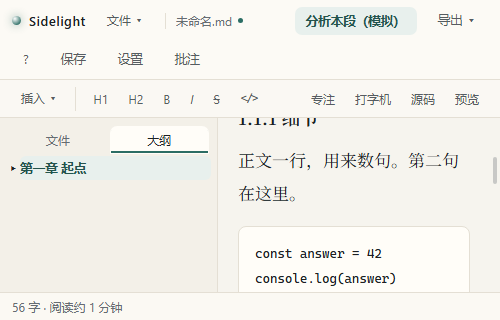 Sidelight 文件 未命名.md 分析本段（模拟） 导出
? 保存 设置 批注
插入 H1 H2 B I S </> 专注 打字机 源码 预览
文件 大纲
第一章 起点
1.1.1 细节
正文一行，用来数句。第二句
在这里。
const answer = 42
console.log(answer)
56 字 · 阅读约 1 分钟